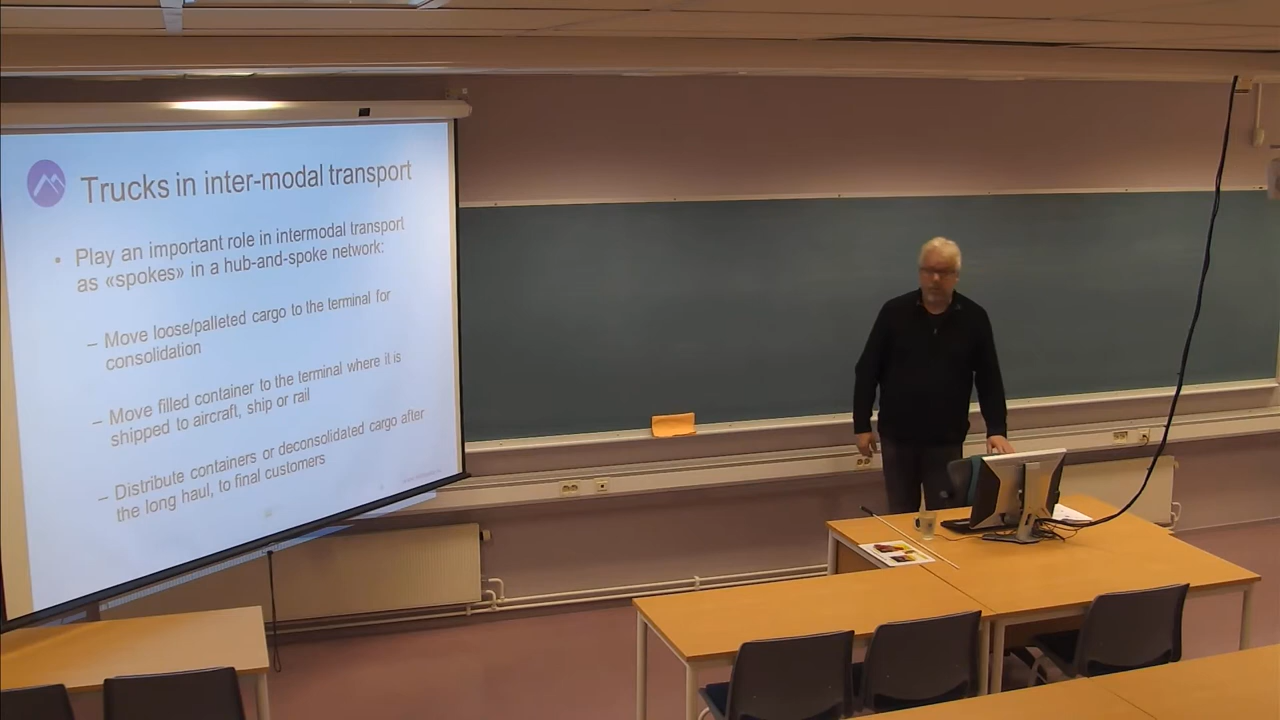 Trucks in inter-modal transport
• Play an important role in intermodal transport
as «spokes» in a hub-and-spoke network:
– Move loose/palleted cargo to the terminal for
consolidation
– Move filled container to the terminal where it is
shipped to aircraft, ship or rail
– Distribute containers or deconsolidated cargo after
the long haul, to final customers